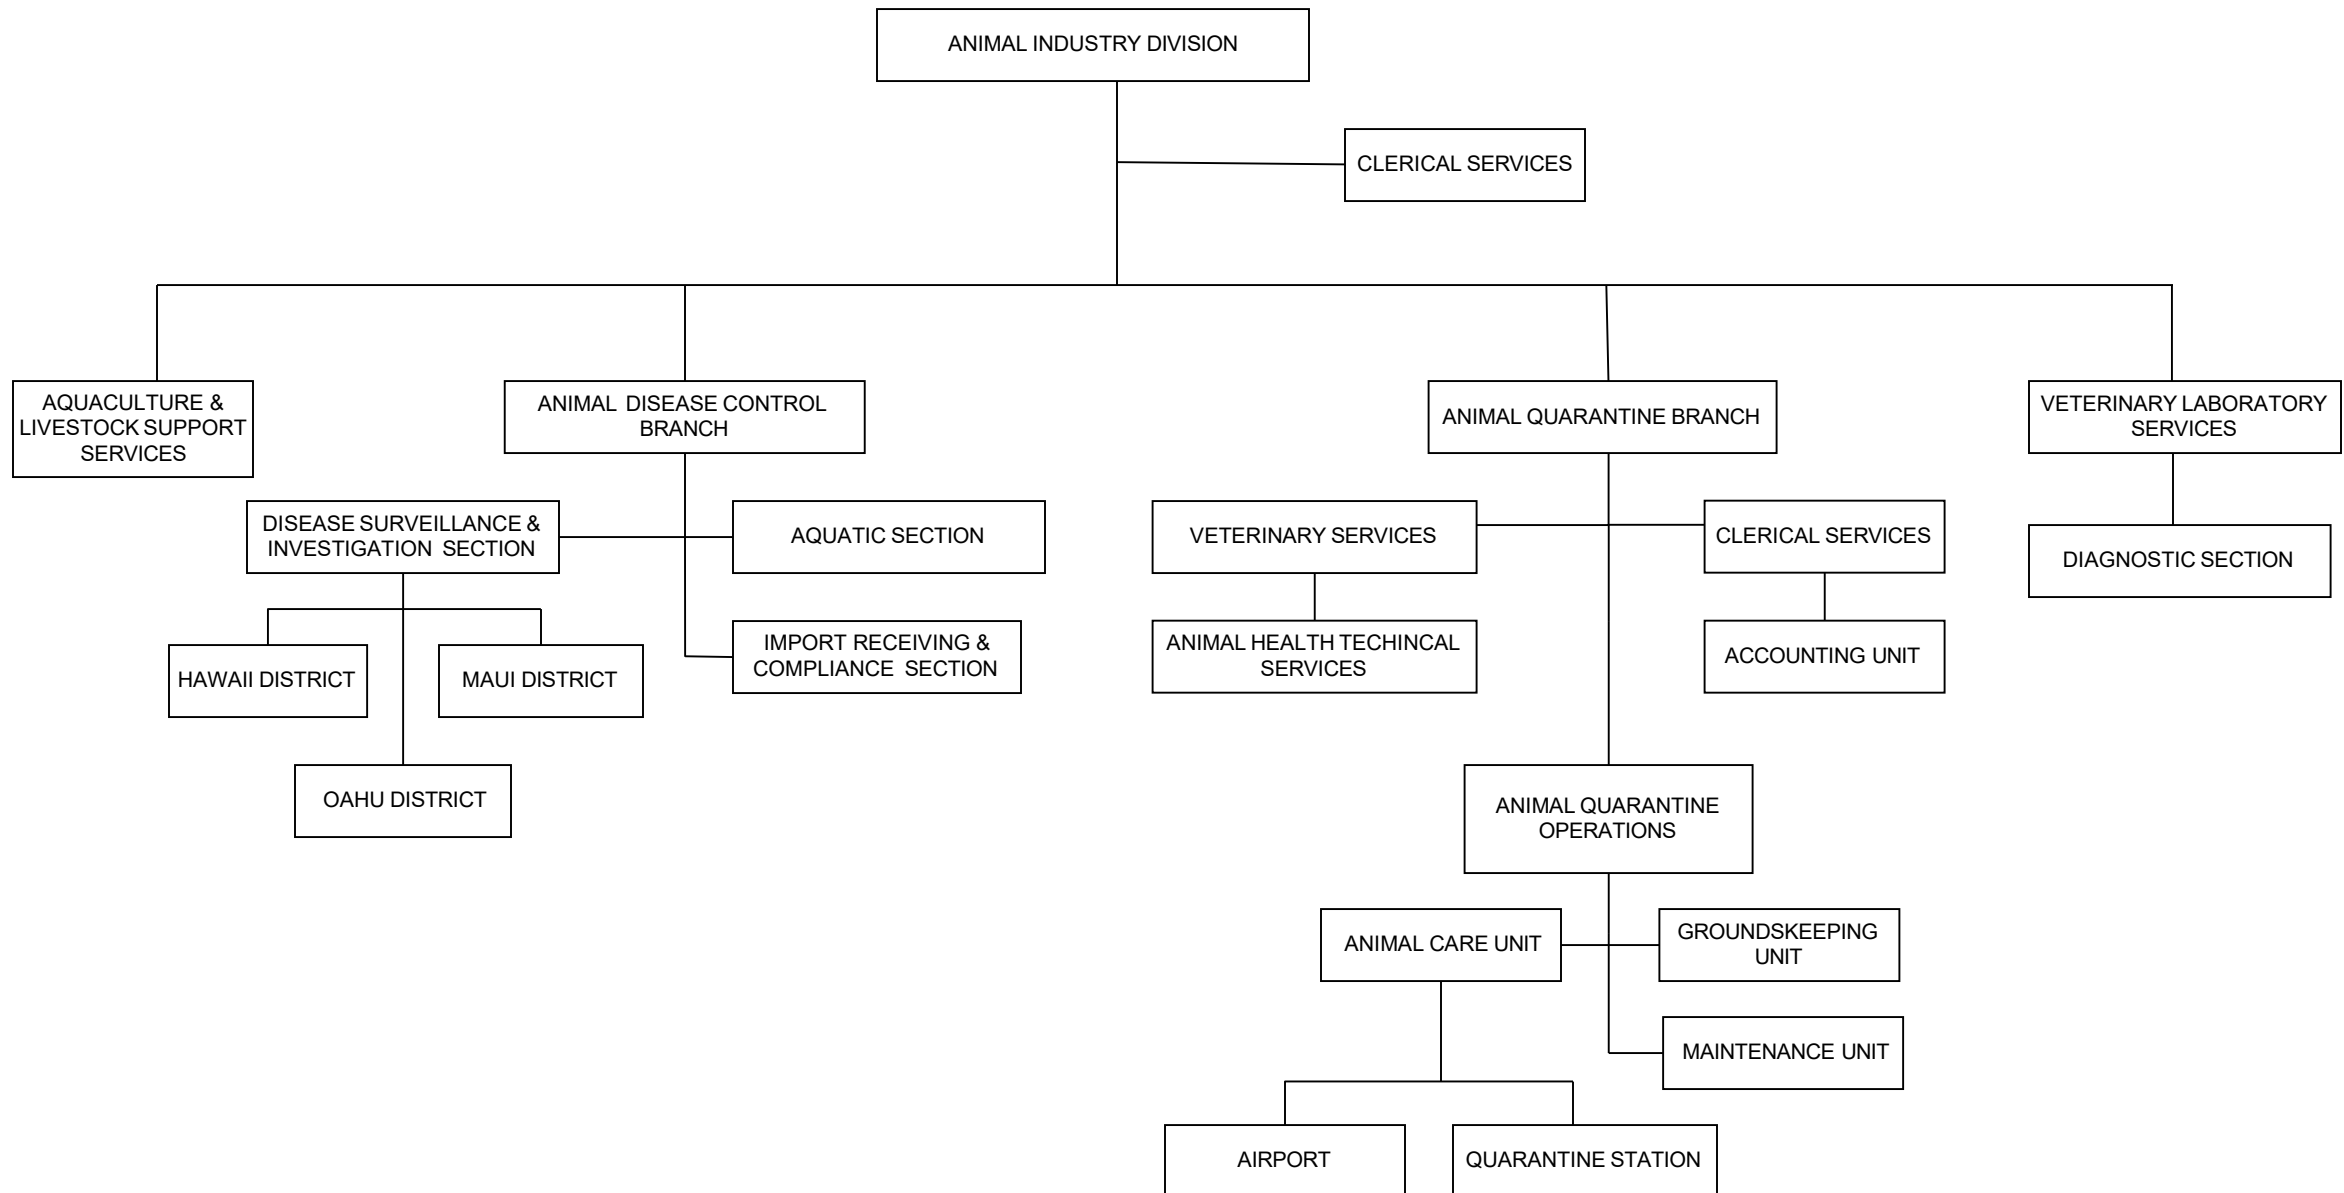 ANIMAL INDUSTRY DIVISION
CLERICAL SERVICES
AQUACULTURE &
LIVESTOCK SUPPORT
SERVICES
ANIMAL DISEASE CONTROL
BRANCH
ANIMAL QUARANTINE BRANCH
VETERINARY LABORATORY
SERVICES
DISEASE SURVEILLANCE &
INVESTIGATION SECTION
AQUATIC SECTION
VETERINARY SERVICES
CLERICAL SERVICES
DIAGNOSTIC SECTION
HAWAII DISTRICT
MAUI DISTRICT
IMPORT RECEIVING &
COMPLIANCE SECTION
ANIMAL HEALTH TECHINCAL
SERVICES
ACCOUNTING UNIT
OAHU DISTRICT
ANIMAL QUARANTINE
OPERATIONS
ANIMAL CARE UNIT
GROUNDSKEEPING
UNIT
MAINTENANCE UNIT
AIRPORT
QUARANTINE STATION